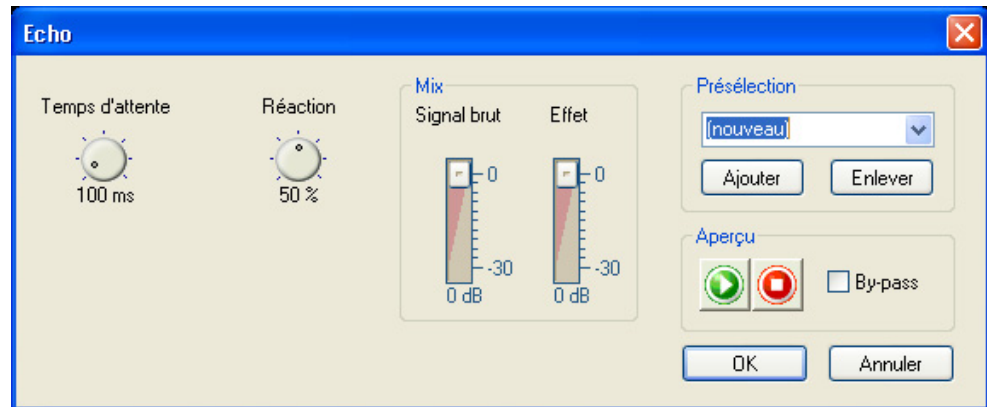 Echo
Temps d'attente
100 ms
Réaction
50 %
Mix
Signal brut
Effet
0
-30
0 dB
0
-30
0 dB
Présélection
(nouveau)
Ajouter
Enlever
Aperçu
By-pass
OK
Annuler